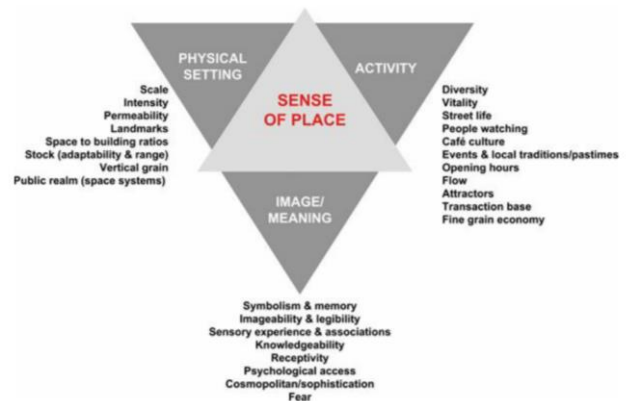 PHYSICAL
SETTING
ACTIVITY
SENSE
OF PLACE
Scale
Intensity
Permeability
Landmarks
Space to building ratios
Stock (adaptability & range)
Vertical grain
Public realm (space systems)
Diversity
Vitality
Street life
People watching
Café culture
Events & local traditions/pastimes
Opening hours
Flow
Attractors
Transaction base
Fine grain economy
IMAGE/
MEANING
Symbolism & memory
Imageability & legibility
Sensory experience & associations
Knowledgeability
Receptivity
Psychological access
Cosmopolitan/sophistication
Fear